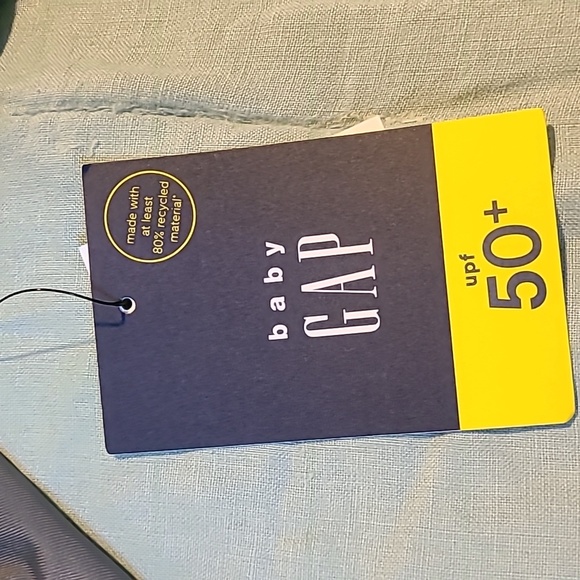 made with
at least
80% recycled
material*
baby
GAP
upf
50+